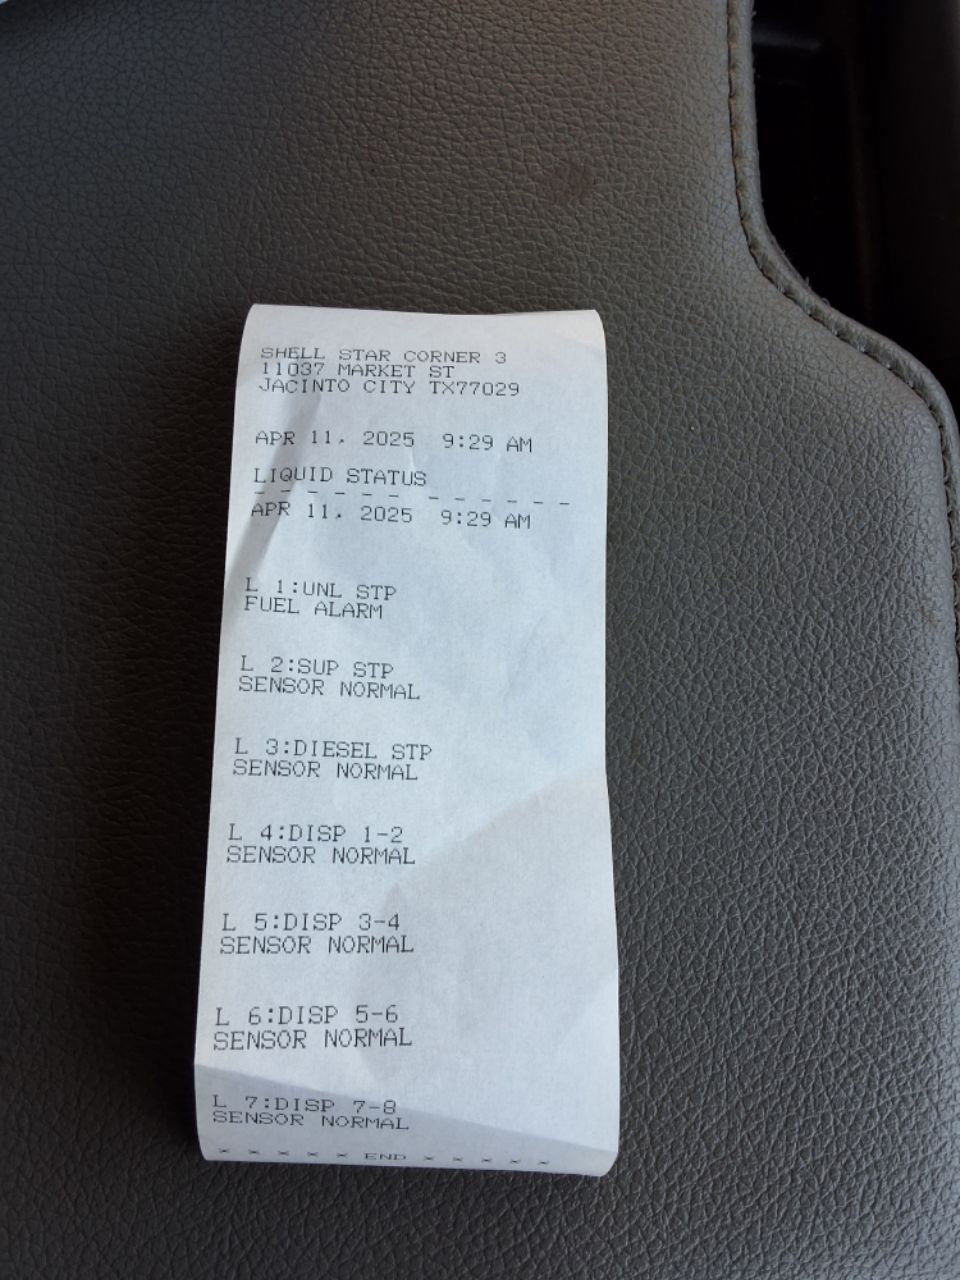 SHELL STAR CORNER 3
11037 MARKET ST
JACINTO CITY TX77029
APR 11, 2025  9:29 AM
LIQUID STATUS
- - - - - - - - - - - -
APR 11, 2025  9:29 AM
L 1:UNL STP
FUEL ALARM
L 2:SUP STP
SENSOR NORMAL
L 3:DIESEL STP
SENSOR NORMAL
L 4:DISP 1-2
SENSOR NORMAL
L 5:DISP 3-4
SENSOR NORMAL
L 6:DISP 5-6
SENSOR NORMAL
L 7:DISP 7-8
SENSOR NORMAL
× × × × × END × × × × ×